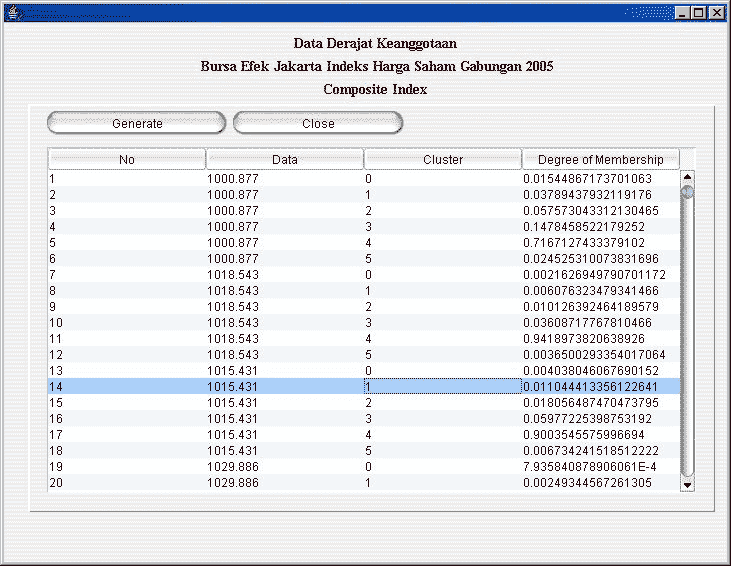 Data Derajat Keanggotaan
Bursa Efek Jakarta Indeks Harga Saham Gabungan 2005
Composite Index
Generate Close
No Data Cluster Degree of Membership
1 1000.877 0 0.01544867173701063
2 1000.877 1 0.03789437932119176
3 1000.877 2 0.057573043312130465
4 1000.877 3 0.1478458522179252
5 1000.877 4 0.7167127433379102
6 1000.877 5 0.024525310073831696
7 1018.543 0 0.0021626949790701172
8 1018.543 1 0.006076323479341466
9 1018.543 2 0.010126392464189579
10 1018.543 3 0.03608717767810466
11 1018.543 4 0.9418973820638926
12 1018.543 5 0.0036500293354017064
13 1015.431 0 0.004038046067690152
14 1015.431 1 0.011044413356122641
15 1015.431 2 0.018056487470473795
16 1015.431 3 0.05977225398753192
17 1015.431 4 0.9003545575996694
18 1015.431 5 0.006734241518512222
19 1029.886 0 7.935840878906061E-4
20 1029.886 1 0.00249344567261305